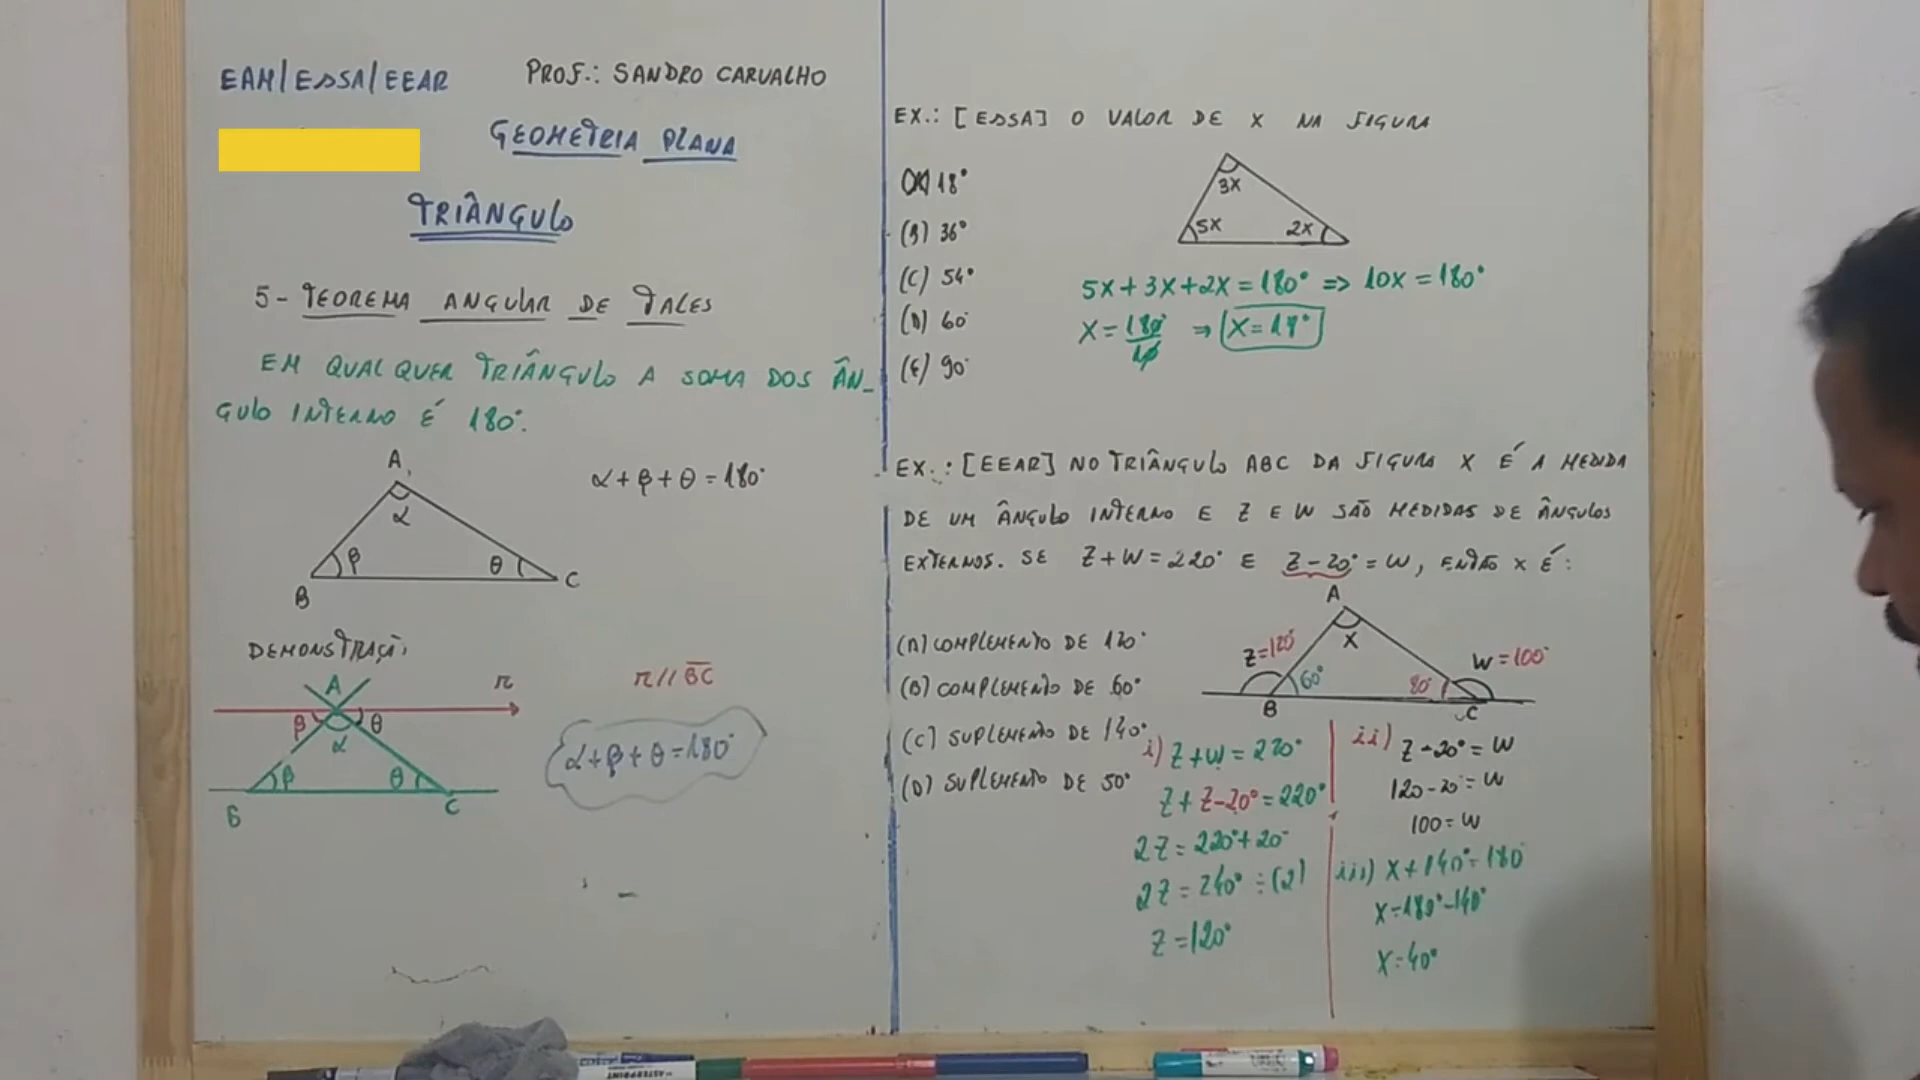 EAM/ESSA/EEAR
PROF.: SANDRO CARVALHO
GEOMETRIA PLANA
TRIÂNGULO
5- TEOREMA ANGULAR DE TALES
EM QUALQUER TRIÂNGULO A SOMA DOS ÂN_
GULO INTERNO É 180°.
A
α
β
θ
B
C
α+β+θ=180°
DEMONSTRAÇÃ
A
r
β
θ
α
β
θ
B
C
r//BC
α+β+θ=180°
EX.: [ESSA] O VALOR DE X NA FIGURA
(A) 18°
(B) 36°
(C) 54°
(D) 60°
(E) 90°
3X
5X
2X
5X+3X+2X=180° => 10X=180°
X=180/10 => X=18°
EX.: [EEAR] NO TRIÂNGULO ABC DA FIGURA X É A MEDIDA
DE UM ÂNGULO INTERNO E Z E W SÃO MEDIDAS DE ÂNGULOS
EXTERNOS. SE Z+W=220° E Z-20°=W, ENTÃO X É:
(A) COMPLEMENTO DE 120°
(B) COMPLEMENTO DE 60°
(C) SUPLEMENTO DE 140°
(D) SUPLEMENTO DE 50°
A
X
Z=120°
W=100°
60°
80°
B
C
i) Z+W=220°
Z+Z-20°=220°
2Z=220°+20°
2Z=240° ÷(2)
Z=120°
ii) Z-20°=W
120-20°=W
100=W
iii) X+140°=180°
X=180°-140°
X=40°